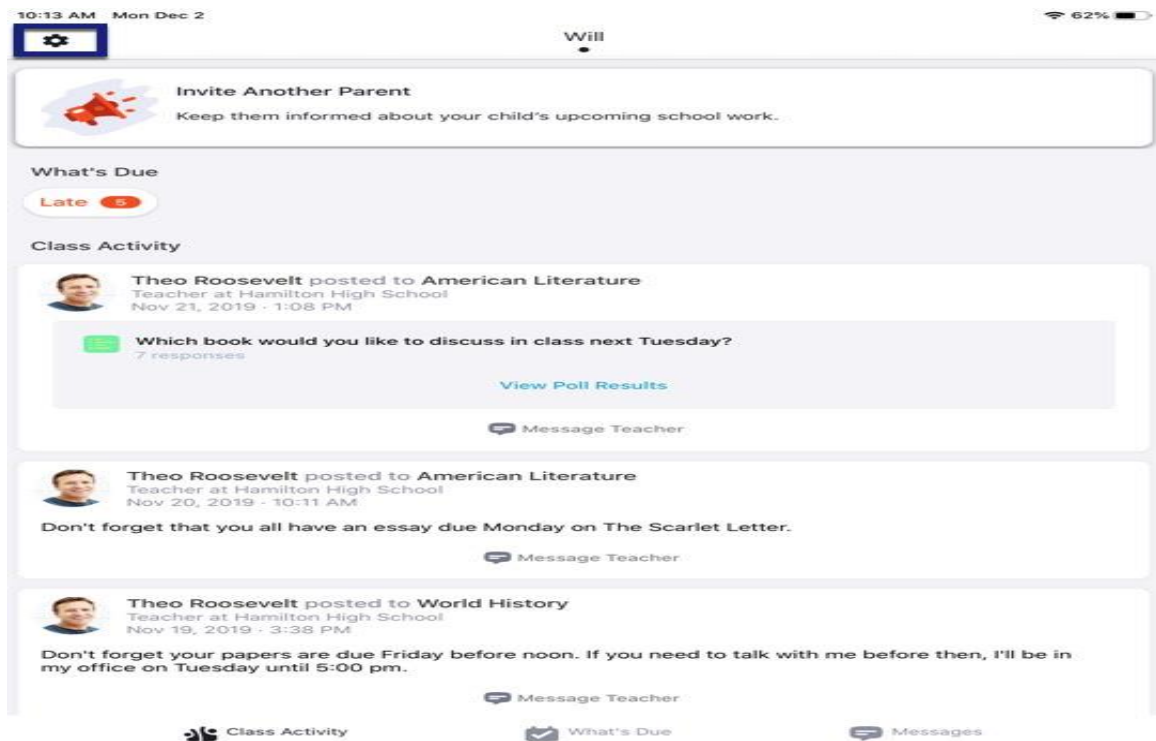 10:13 AM Mon Dec 2
62%
Will
Invite Another Parent
Keep them informed about your child's upcoming school work.
What's Due
Late 5
Class Activity
Theo Roosevelt posted to American Literature
Teacher at Hamilton High School
Nov 21, 2019 · 1:08 PM
Which book would you like to discuss in class next Tuesday?
7 responses
View Poll Results
Message Teacher
Theo Roosevelt posted to American Literature
Teacher at Hamilton High School
Nov 20, 2019 · 10:11 AM
Don't forget that you all have an essay due Monday on The Scarlet Letter.
Message Teacher
Theo Roosevelt posted to World History
Teacher at Hamilton High School
Nov 19, 2019 · 3:38 PM
Don't forget your papers are due Friday before noon. If you need to talk with me before then, I'll be in
my office on Tuesday until 5:00 pm.
Message Teacher
Class Activity What's Due Messages